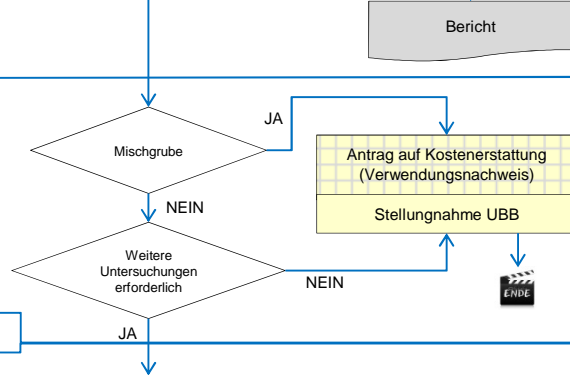 Bericht
JA
Mischgrube
Antrag auf Kostenerstattung
(Verwendungsnachweis)
NEIN
Stellungnahme UBB
Weitere
Untersuchungen
erforderlich
NEIN
ENDE
JA